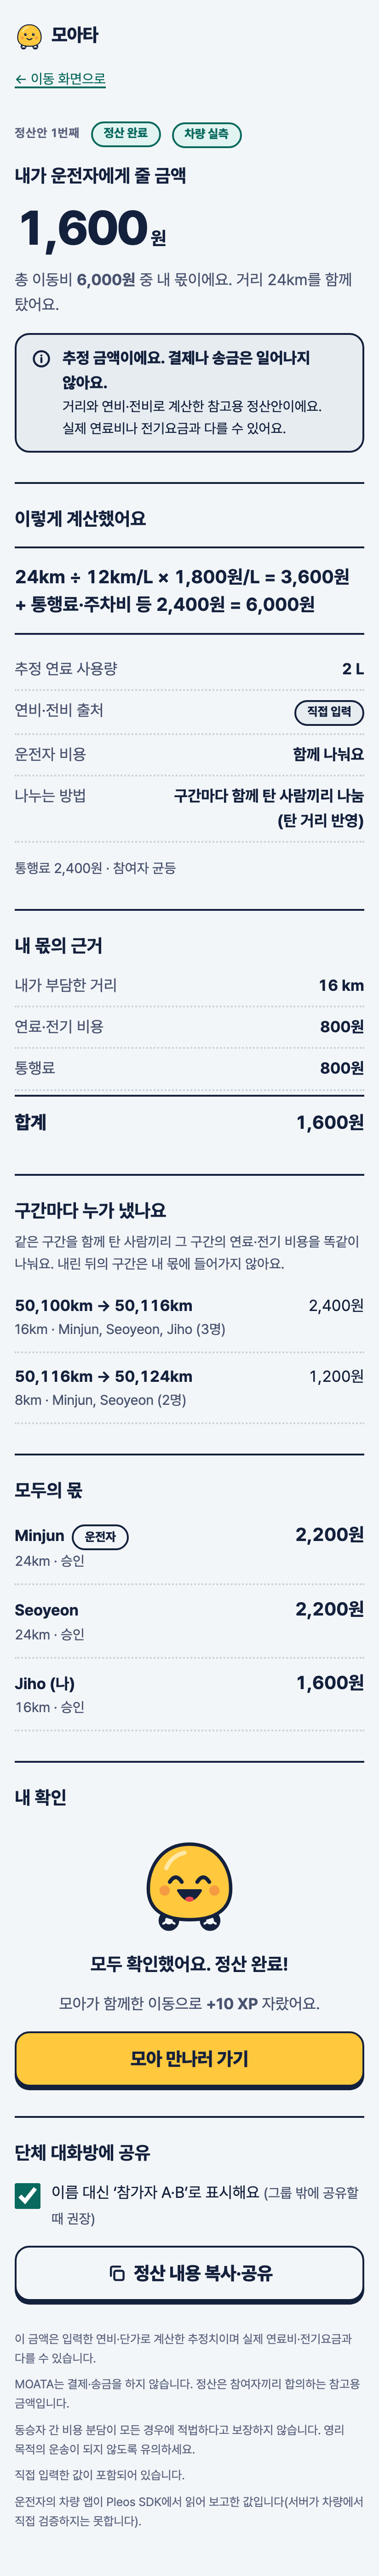 모아타
← 이동 화면으로
정산안 1번째 정산 완료 차량 실측
내가 운전자에게 줄 금액
1,600원
총 이동비 6,000원 중 내 몫이에요. 거리 24km를 함께
탔어요.
추정 금액이에요. 결제나 송금은 일어나지
않아요.
거리와 연비·전비로 계산한 참고용 정산안이에요.
실제 연료비나 전기요금과 다를 수 있어요.
이렇게 계산했어요
24km ÷ 12km/L × 1,800원/L = 3,600원
+ 통행료·주차비 등 2,400원 = 6,000원
추정 연료 사용량 2 L
연비·전비 출처 직접 입력
운전자 비용 함께 나눠요
나누는 방법 구간마다 함께 탄 사람끼리 나눔
(탄 거리 반영)
통행료 2,400원 · 참여자 균등
내 몫의 근거
내가 부담한 거리 16 km
연료·전기 비용 800원
통행료 800원
합계 1,600원
구간마다 누가 냈나요
같은 구간을 함께 탄 사람끼리 그 구간의 연료·전기 비용을 똑같이
나눠요. 내린 뒤의 구간은 내 몫에 들어가지 않아요.
50,100km → 50,116km 2,400원
16km · Minjun, Seoyeon, Jiho (3명)
50,116km → 50,124km 1,200원
8km · Minjun, Seoyeon (2명)
모두의 몫
Minjun 운전자 2,200원
24km · 승인
Seoyeon 2,200원
24km · 승인
Jiho (나) 1,600원
16km · 승인
내 확인
모두 확인했어요. 정산 완료!
모아가 함께한 이동으로 +10 XP 자랐어요.
모아 만나러 가기
단체 대화방에 공유
이름 대신 ‘참가자 A·B’로 표시해요 (그룹 밖에 공유할
때 권장)
정산 내용 복사·공유
이 금액은 입력한 연비·단가로 계산한 추정치이며 실제 연료비·전기요금과
다를 수 있습니다.
MOATA는 결제·송금을 하지 않습니다. 정산은 참여자끼리 합의하는 참고용
금액입니다.
동승자 간 비용 분담이 모든 경우에 적법하다고 보장하지 않습니다. 영리
목적의 운송이 되지 않도록 유의하세요.
직접 입력한 값이 포함되어 있습니다.
운전자의 차량 앱이 Pleos SDK에서 읽어 보고한 값입니다(서버가 차량에서
직접 검증하지는 못합니다).